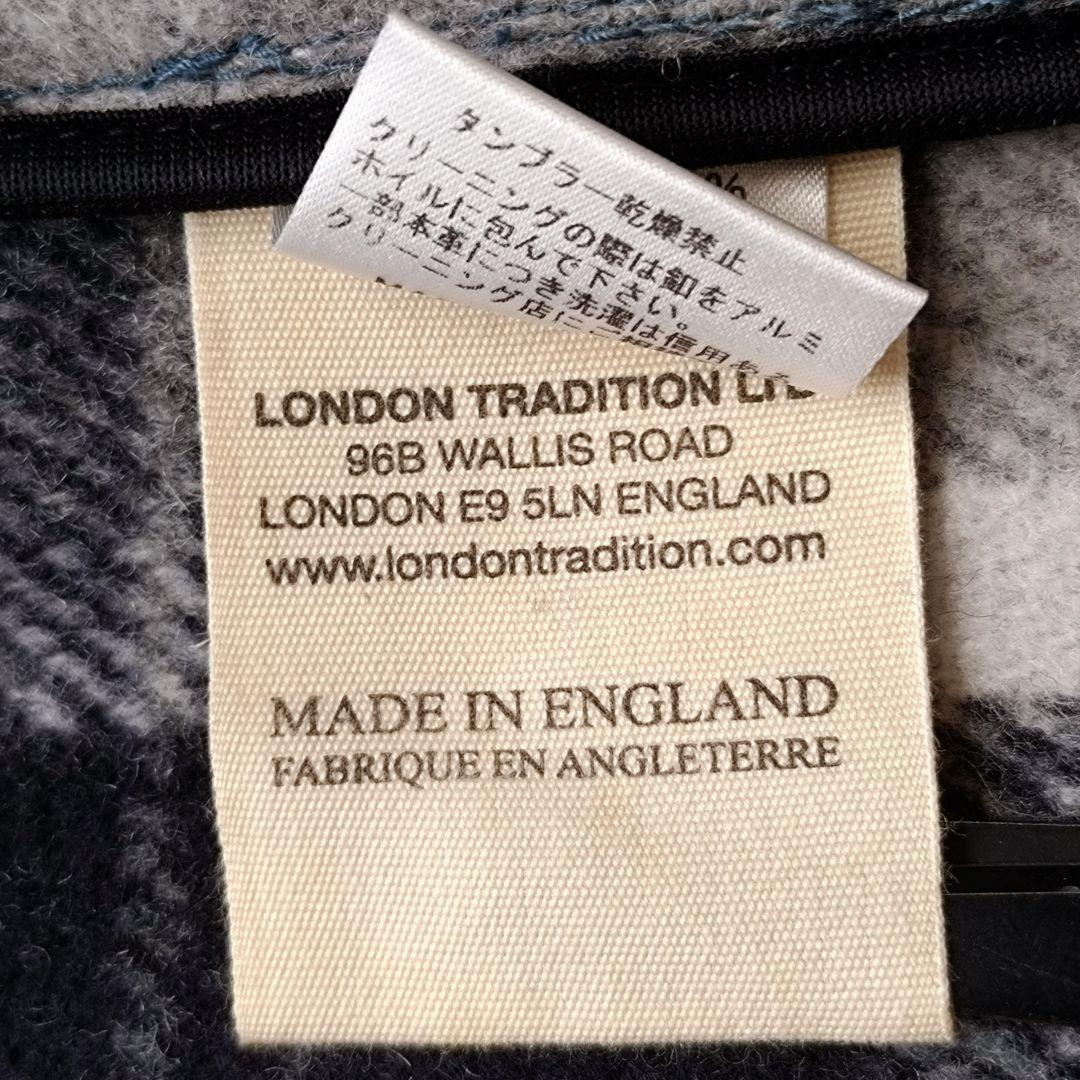 タンブラー乾燥禁止
クリーニングの際は釦をアルミ
ホイルに包んで下さい。
一部本革につき洗濯は信用ある
クリーニング店に
LONDON TRADITION LTD
96B WALLIS ROAD
LONDON E9 5LN ENGLAND
www.londontradition.com
MADE IN ENGLAND
FABRIQUE EN ANGLETERRE